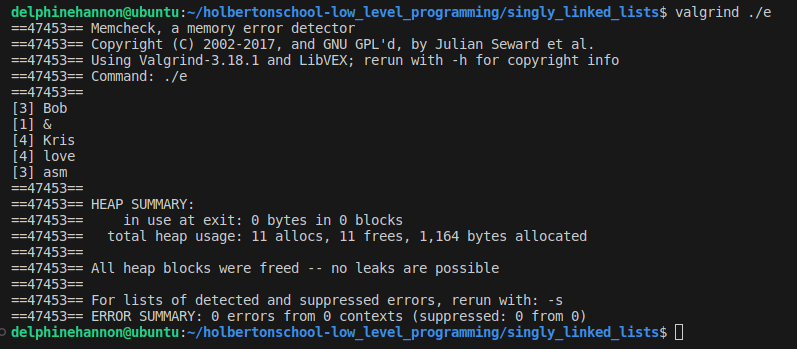 delphinehannon@ubuntu:~/holbertonschool-low_level_programming/singly_linked_lists$ valgrind ./e
==47453== Memcheck, a memory error detector
==47453== Copyright (C) 2002-2017, and GNU GPL'd, by Julian Seward et al.
==47453== Using Valgrind-3.18.1 and LibVEX; rerun with -h for copyright info
==47453== Command: ./e
==47453==
[3] Bob
[1] &
[4] Kris
[4] love
[3] asm
==47453==
==47453== HEAP SUMMARY:
==47453==     in use at exit: 0 bytes in 0 blocks
==47453==   total heap usage: 11 allocs, 11 frees, 1,164 bytes allocated
==47453==
==47453== All heap blocks were freed -- no leaks are possible
==47453==
==47453== For lists of detected and suppressed errors, rerun with: -s
==47453== ERROR SUMMARY: 0 errors from 0 contexts (suppressed: 0 from 0)
delphinehannon@ubuntu:~/holbertonschool-low_level_programming/singly_linked_lists$